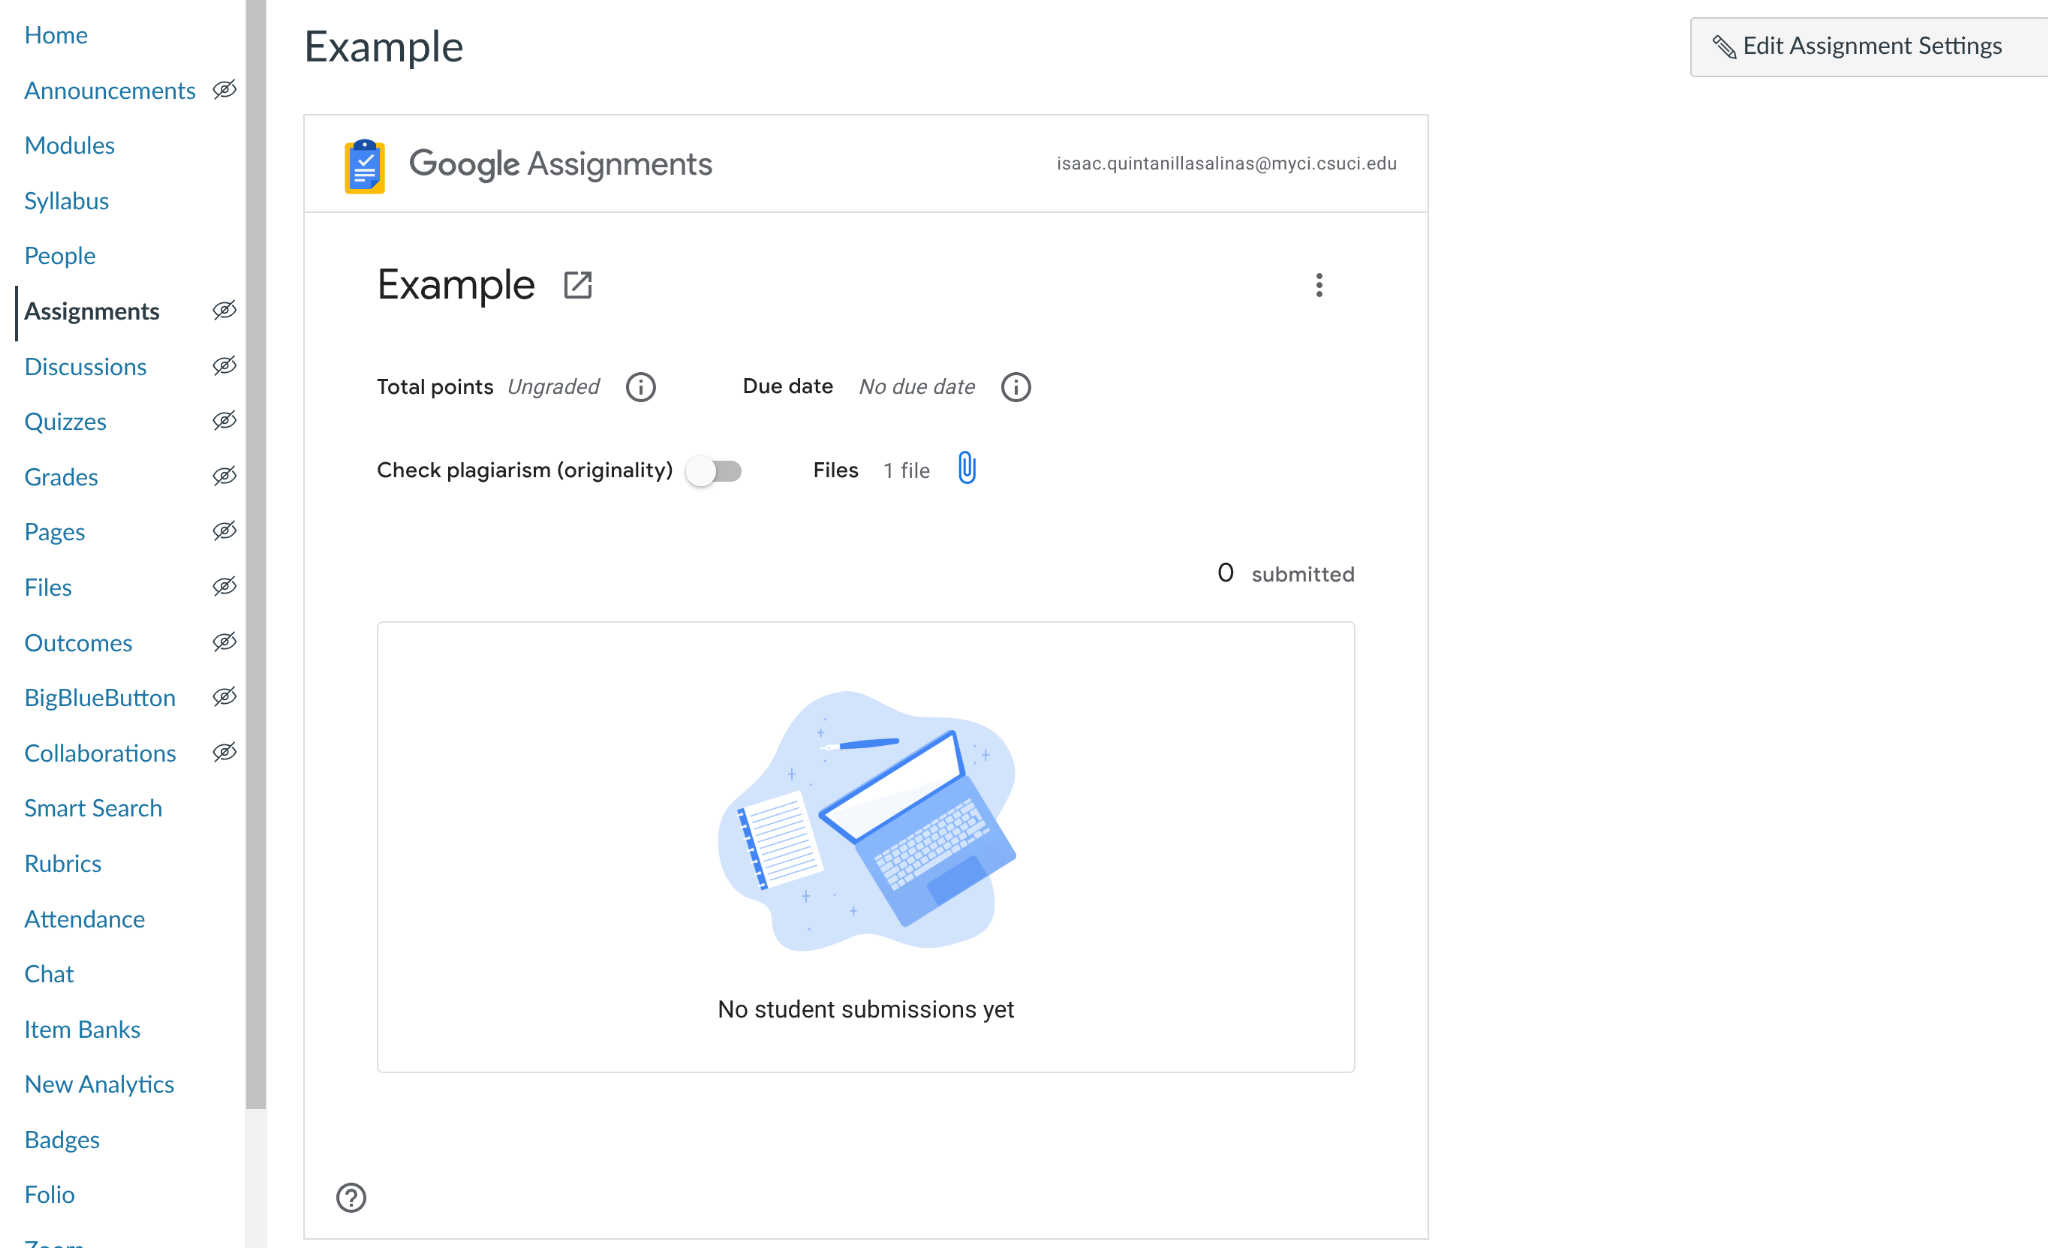 Home
Announcements
Modules
Syllabus
People
Assignments
Discussions
Quizzes
Grades
Pages
Files
Outcomes
BigBlueButton
Collaborations
Smart Search
Rubrics
Attendance
Chat
Item Banks
New Analytics
Badges
Folio
Zoom
Example
Edit Assignment Settings
Google Assignments
isaac.quintanillasalinas@myci.csuci.edu
Example
Total points Ungraded Due date No due date
Check plagiarism (originality) Files 1 file
0 submitted
No student submissions yet